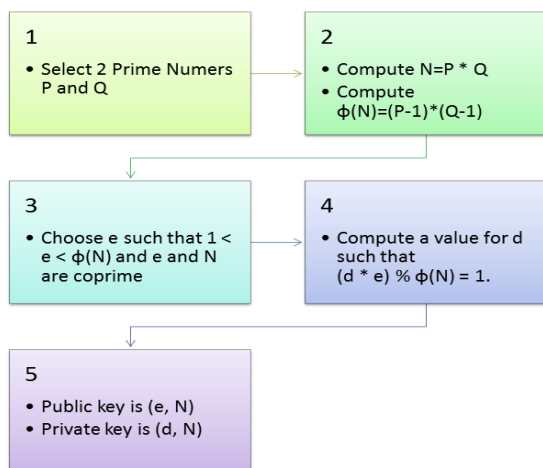 1
• Select 2 Prime Numers
P and Q
2
• Compute N=P * Q
• Compute
ф(N)=(P-1)*(Q-1)
3
• Choose e such that 1 <
e < ф(N) and e and N
are coprime
4
• Compute a value for d
such that
(d * e) % ф(N) = 1.
5
• Public key is (e, N)
• Private key is (d, N)